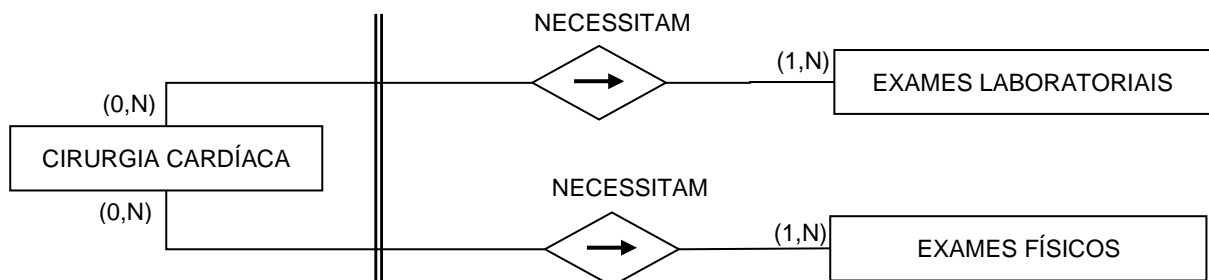 NECESSITAM
(1,N)
EXAMES LABORATORIAIS
(0,N)
CIRURGIA CARDÍACA
(0,N)
NECESSITAM
(1,N)
EXAMES FÍSICOS